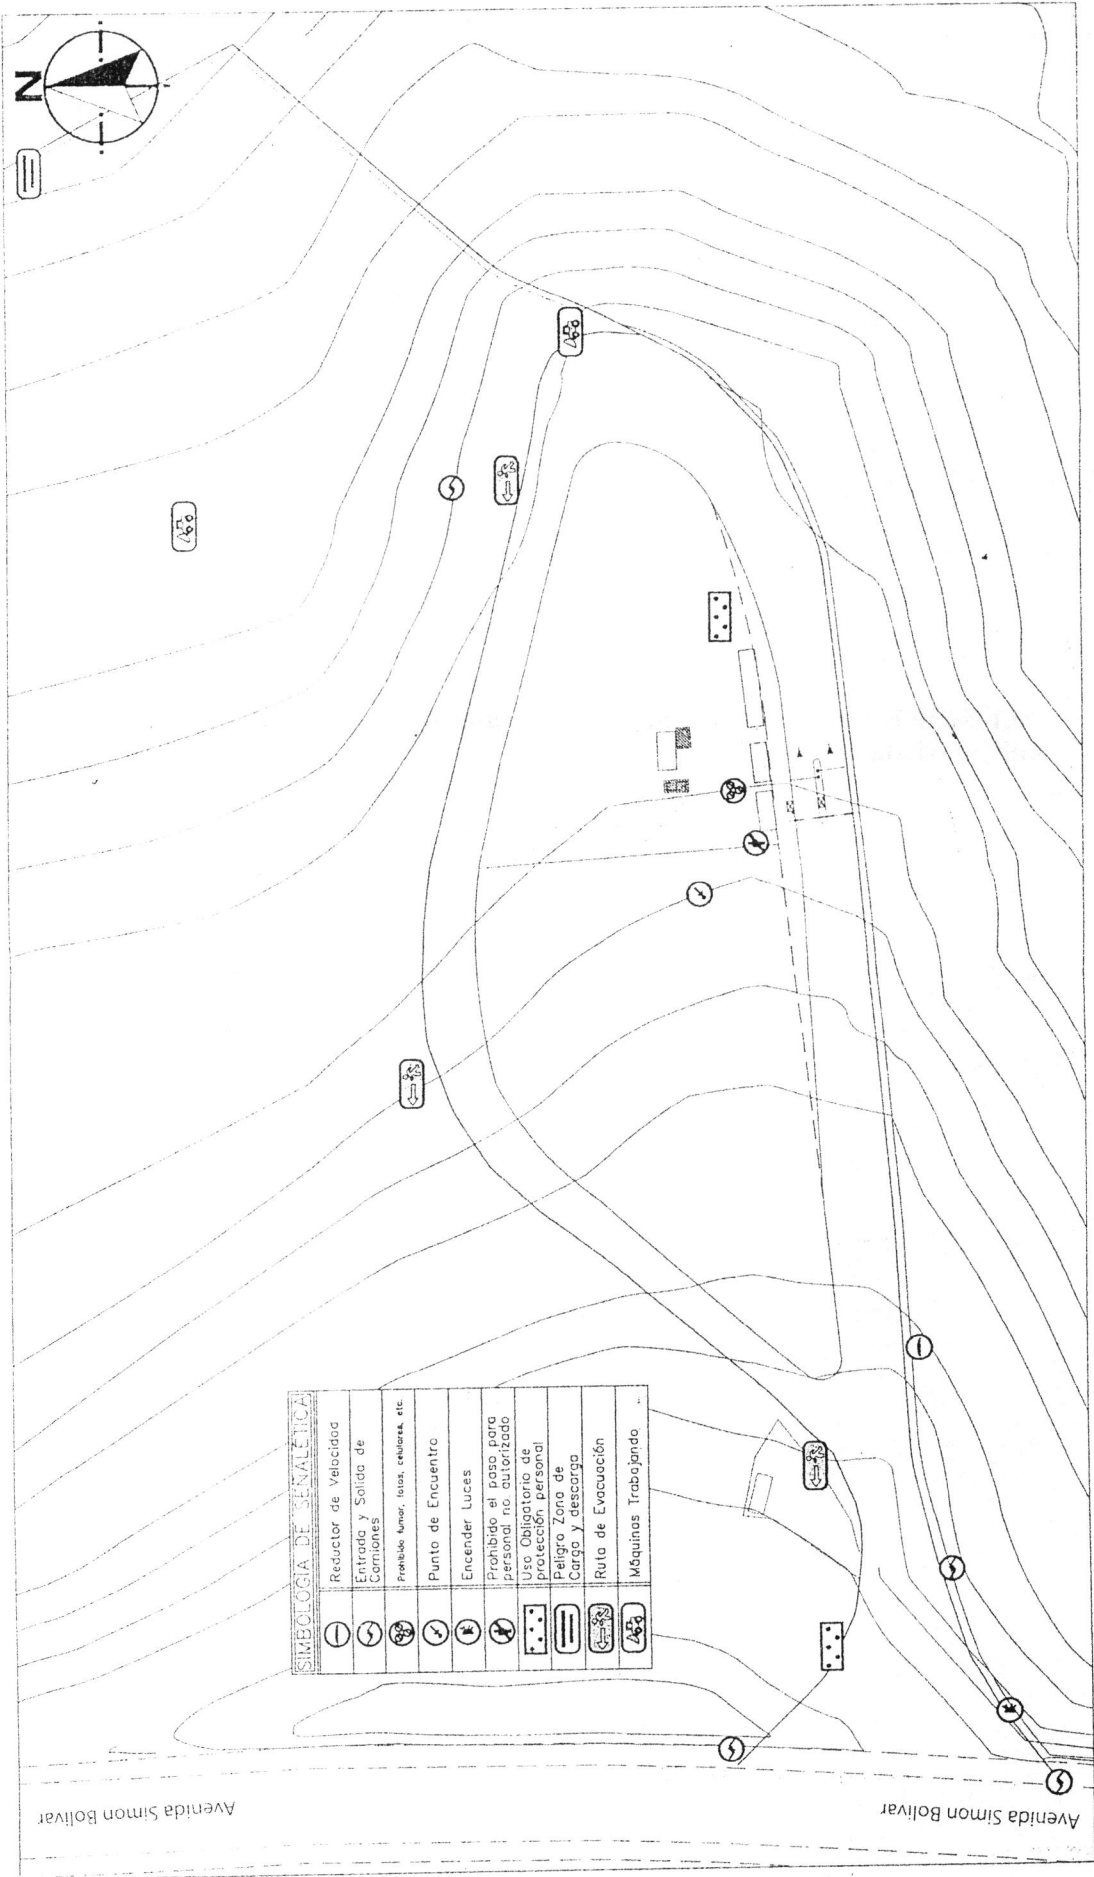 N
SIMBOLOGIA DE SEÑALETICA
Reductor de Velocidad
Entrada y Salida de
Camiones
Prohibido fumar, fotos, celulares, etc.
Punto de Encuentro
Encender Luces
Prohibido el paso para
personal no autorizado
Uso Obligatorio de
protección personal
Peligro Zona de
Carga y descarga
Ruta de Evacuación
Máquinas Trabajando
Avenida Simon Bolivar
Avenida Simon Bolivar